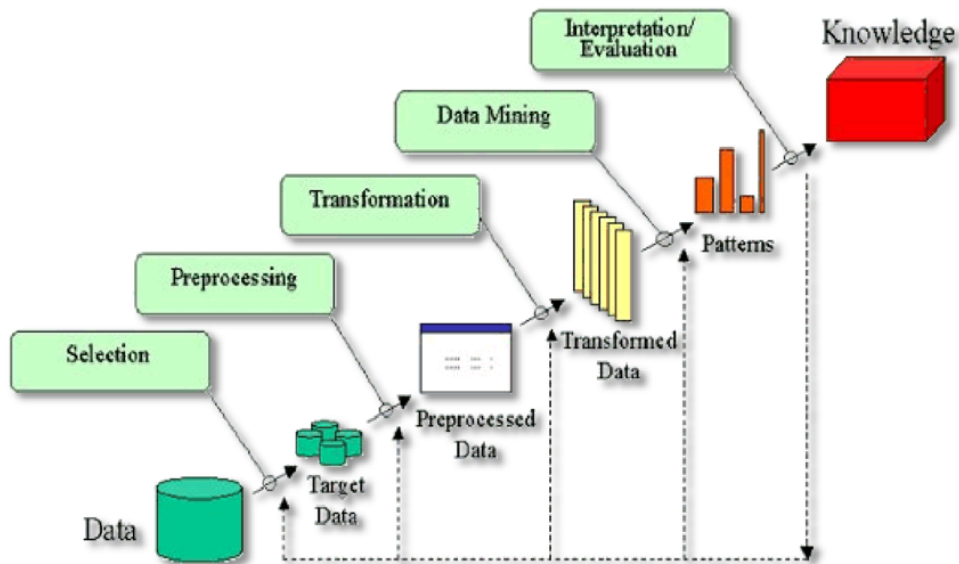 Interpretation/
Evaluation
Knowledge
Data Mining
Transformation
Patterns
Preprocessing
Transformed
Data
Selection
Preprocessed
Data
Target
Data
Data